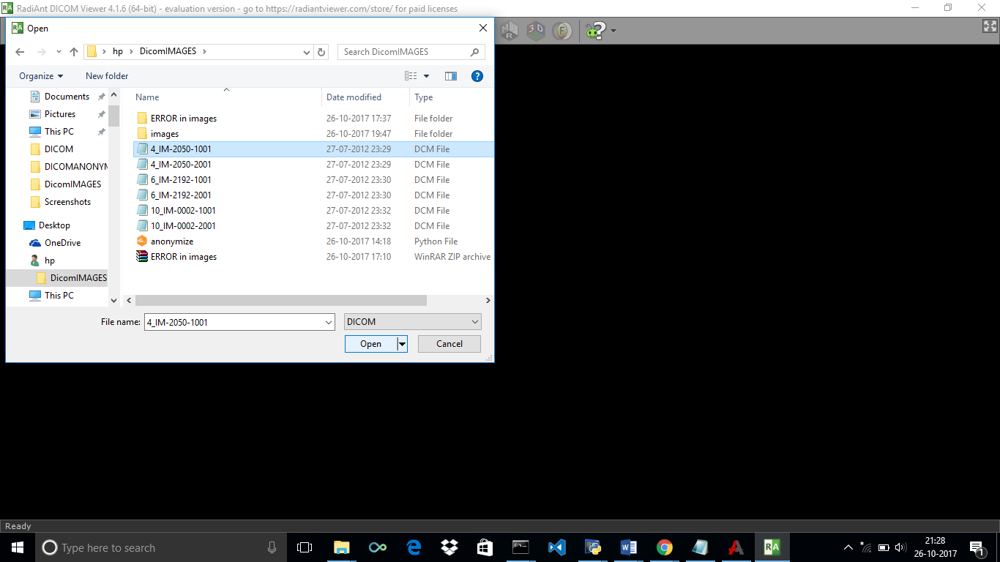 RadiAnt DICOM Viewer 4.1.6 (64-bit) - evaluation version - go to https://radiantviewer.com/store/ for paid licenses
RA Open
hp > DicomIMAGES >
Search DicomIMAGES
Organize
New folder
Documents
Pictures
This PC
DICOM
DICOMANONYM
DicomIMAGES
Screenshots
Desktop
OneDrive
hp
DicomIMAGES
This PC
Name Date modified Type
ERROR in images 26-10-2017 17:37 File folder
images 26-10-2017 19:47 File folder
4_IM-2050-1001 27-07-2012 23:29 DCM File
4_IM-2050-2001 27-07-2012 23:29 DCM File
6_IM-2192-1001 27-07-2012 23:30 DCM File
6_IM-2192-2001 27-07-2012 23:30 DCM File
10_IM-0002-1001 27-07-2012 23:32 DCM File
10_IM-0002-2001 27-07-2012 23:32 DCM File
anonymize 26-10-2017 14:18 Python File
ERROR in images 26-10-2017 17:10 WinRAR ZIP archive
File name: 4_IM-2050-1001 DICOM
Open Cancel
MPR 3D F
Ready
Type here to search
RA
21:28
26-10-2017
1